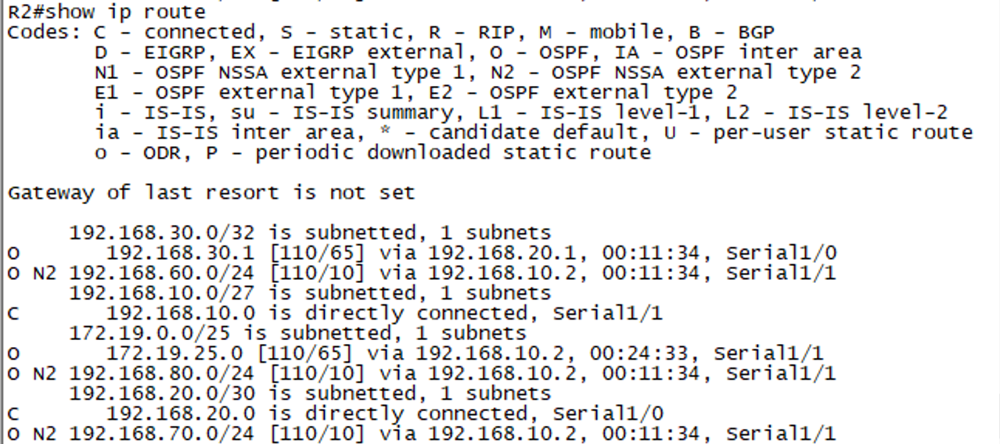 R2#show ip route
Codes: C - connected, S - static, R - RIP, M - mobile, B - BGP
       D - EIGRP, EX - EIGRP external, O - OSPF, IA - OSPF inter area
       N1 - OSPF NSSA external type 1, N2 - OSPF NSSA external type 2
       E1 - OSPF external type 1, E2 - OSPF external type 2
       i - IS-IS, su - IS-IS summary, L1 - IS-IS level-1, L2 - IS-IS level-2
       ia - IS-IS inter area, * - candidate default, U - per-user static route
       o - ODR, P - periodic downloaded static route

Gateway of last resort is not set

     192.168.30.0/32 is subnetted, 1 subnets
O       192.168.30.1 [110/65] via 192.168.20.1, 00:11:34, Serial1/0
O N2 192.168.60.0/24 [110/10] via 192.168.10.2, 00:11:34, Serial1/1
     192.168.10.0/27 is subnetted, 1 subnets
C       192.168.10.0 is directly connected, Serial1/1
     172.19.0.0/25 is subnetted, 1 subnets
O       172.19.25.0 [110/65] via 192.168.10.2, 00:24:33, Serial1/1
O N2 192.168.80.0/24 [110/10] via 192.168.10.2, 00:11:34, Serial1/1
     192.168.20.0/30 is subnetted, 1 subnets
C       192.168.20.0 is directly connected, Serial1/0
O N2 192.168.70.0/24 [110/10] via 192.168.10.2, 00:11:34, Serial1/1